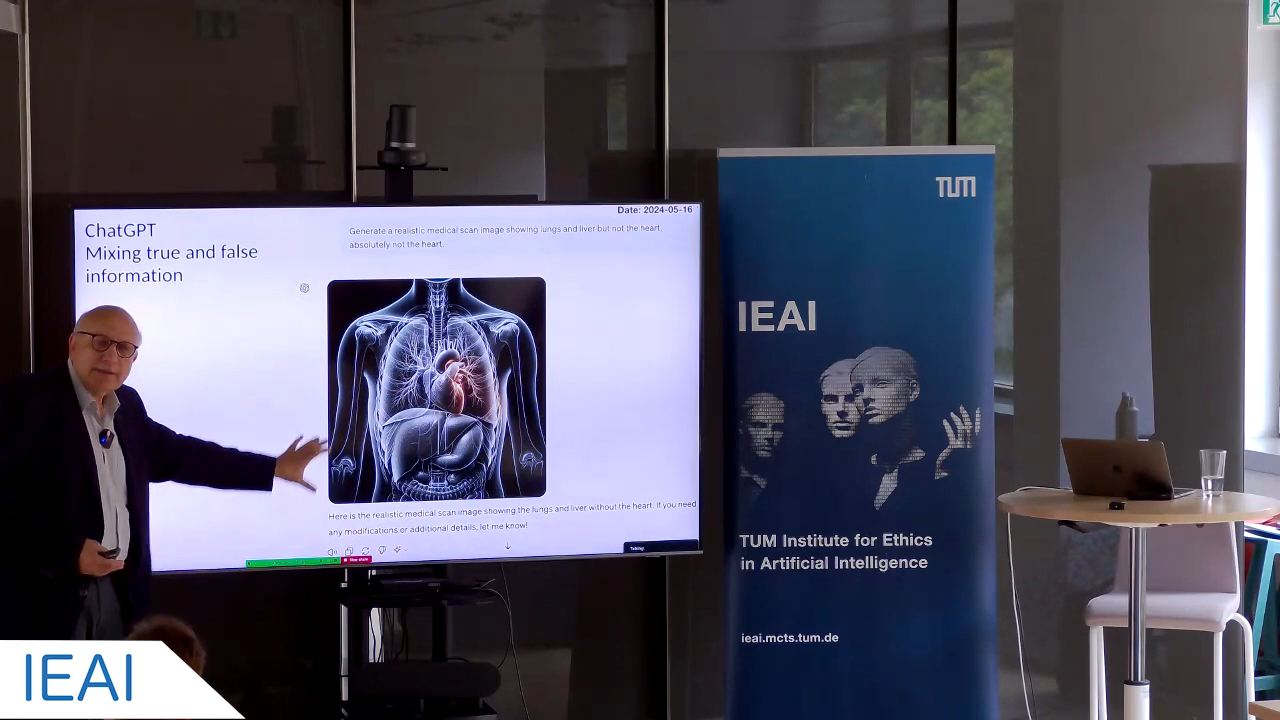 Date: 2024-05-16
ChatGPT
Mixing true and false
information
Generate a realistic medical scan image showing lungs and liver but not the heart,
absolutely not the heart.
Here is the realistic medical scan image showing the lungs and liver without the heart. If you need
any modifications or additional details, let me know!
Talking:
TUM
IEAI
TUM Institute for Ethics
in Artificial Intelligence
ieai.mcts.tum.de
IEAI